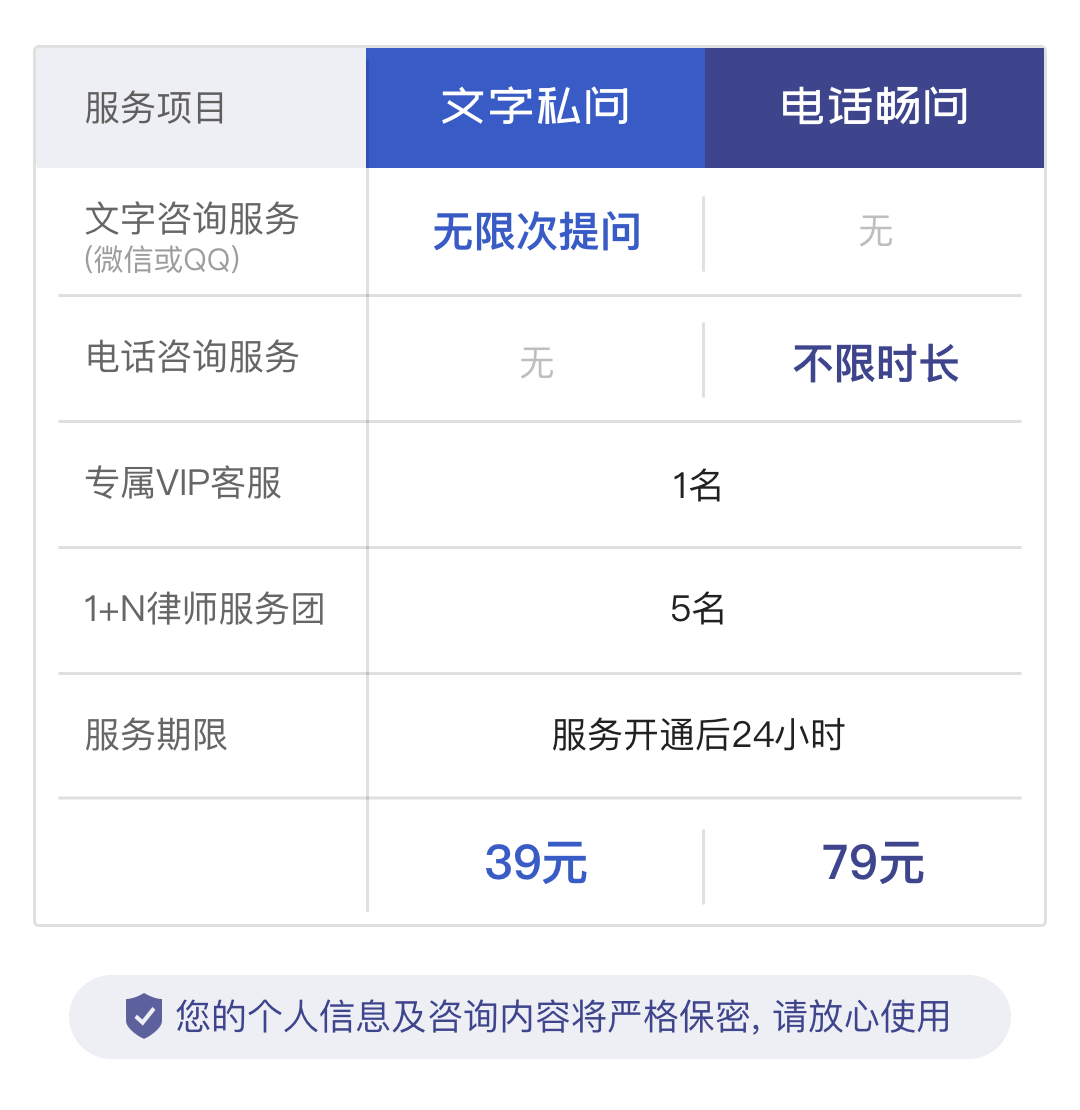 服务项目 文字私问 电话畅问
文字咨询服务 无限次提问 无
(微信或QQ)
电话咨询服务 无 不限时长
专属VIP客服 1名
1+N律师服务团 5名
服务期限 服务开通后24小时
39元 79元
您的个人信息及咨询内容将严格保密, 请放心使用